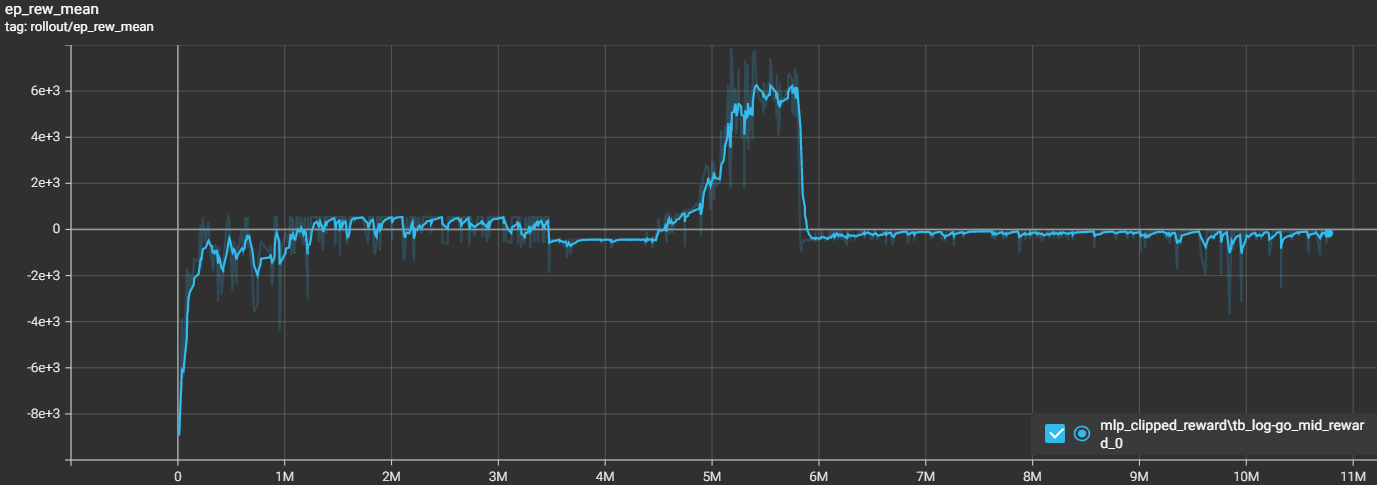 ep_rew_mean
tag: rollout/ep_rew_mean
6e+3
4e+3
2e+3
0
-2e+3
-4e+3
-6e+3
-8e+3
mlp_clipped_reward\tb_log-go_mid_rewar
d_0
0 1M 2M 3M 4M 5M 6M 7M 8M 9M 10M 11M